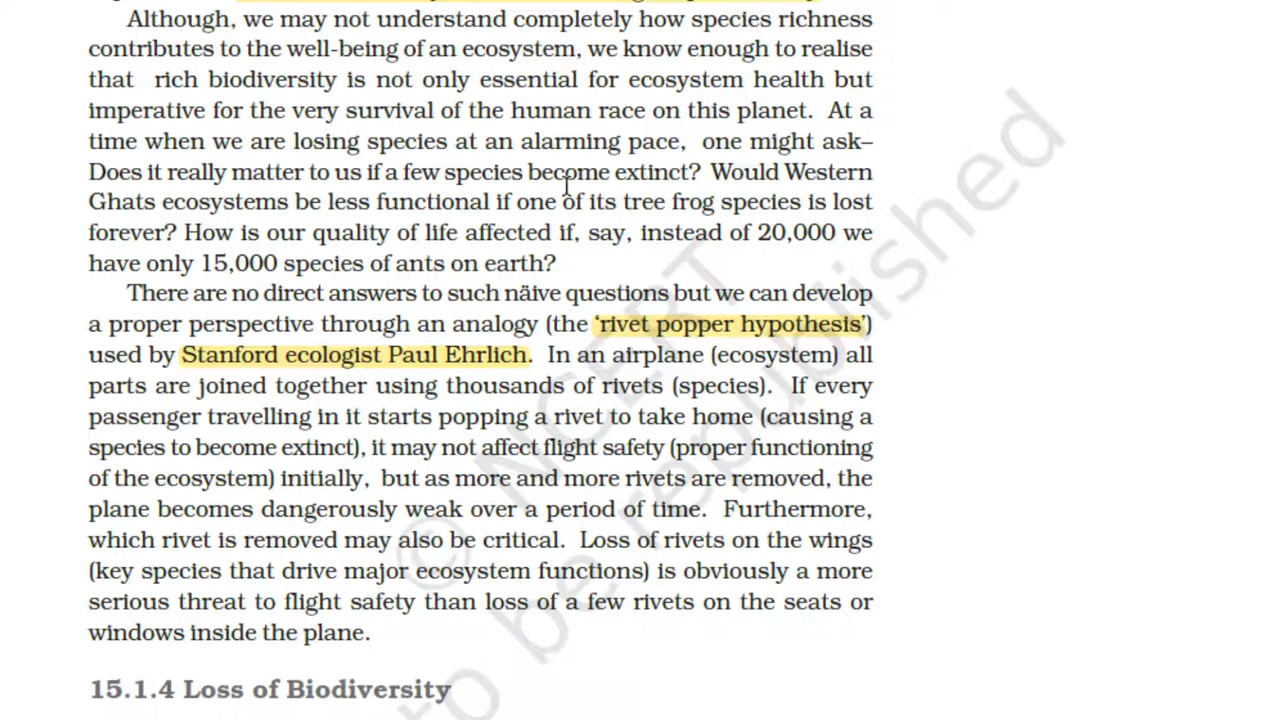 Although, we may not understand completely how species richness
contributes to the well-being of an ecosystem, we know enough to realise
that rich biodiversity is not only essential for ecosystem health but
imperative for the very survival of the human race on this planet. At a
time when we are losing species at an alarming pace, one might ask–
Does it really matter to us if a few species become extinct? Would Western
Ghats ecosystems be less functional if one of its tree frog species is lost
forever? How is our quality of life affected if, say, instead of 20,000 we
have only 15,000 species of ants on earth?
There are no direct answers to such näive questions but we can develop
a proper perspective through an analogy (the ‘rivet popper hypothesis’)
used by Stanford ecologist Paul Ehrlich. In an airplane (ecosystem) all
parts are joined together using thousands of rivets (species). If every
passenger travelling in it starts popping a rivet to take home (causing a
species to become extinct), it may not affect flight safety (proper functioning
of the ecosystem) initially, but as more and more rivets are removed, the
plane becomes dangerously weak over a period of time. Furthermore,
which rivet is removed may also be critical. Loss of rivets on the wings
(key species that drive major ecosystem functions) is obviously a more
serious threat to flight safety than loss of a few rivets on the seats or
windows inside the plane.
15.1.4 Loss of Biodiversity
© NCERT
to be republished